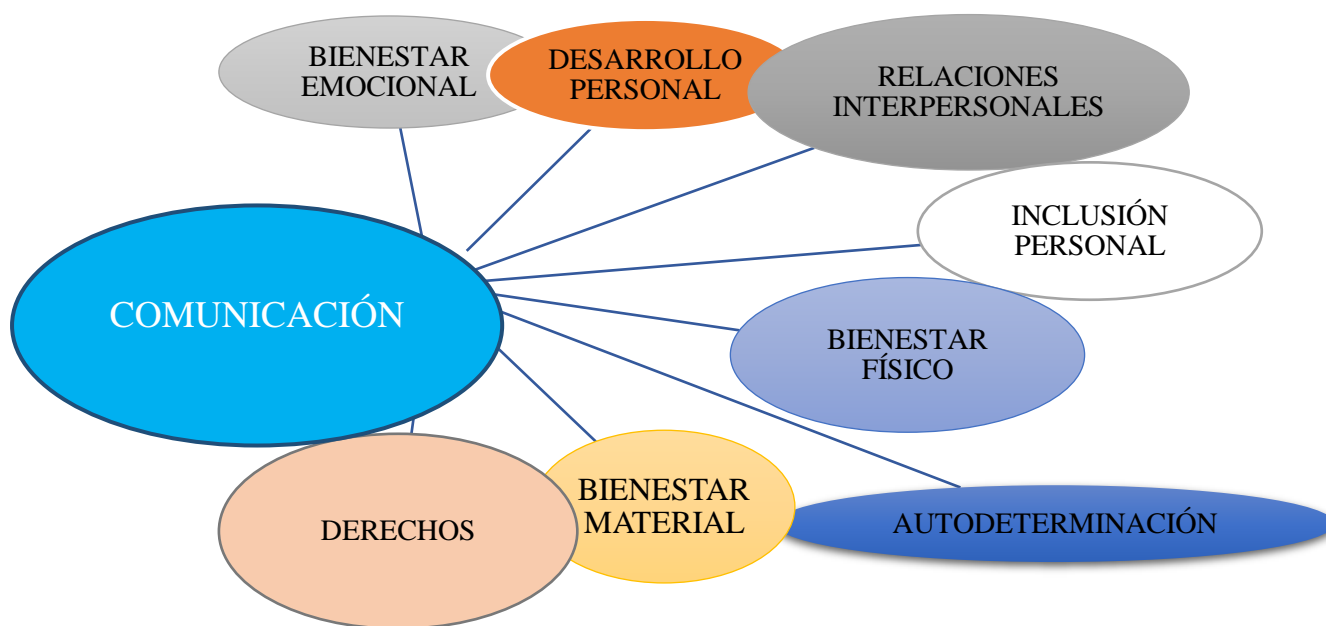 BIENESTAR
EMOCIONAL
DESARROLLO
PERSONAL
RELACIONES
INTERPERSONALES
INCLUSIÓN
PERSONAL
COMUNICACIÓN
BIENESTAR
FÍSICO
BIENESTAR
MATERIAL
AUTODETERMINACIÓN
DERECHOS